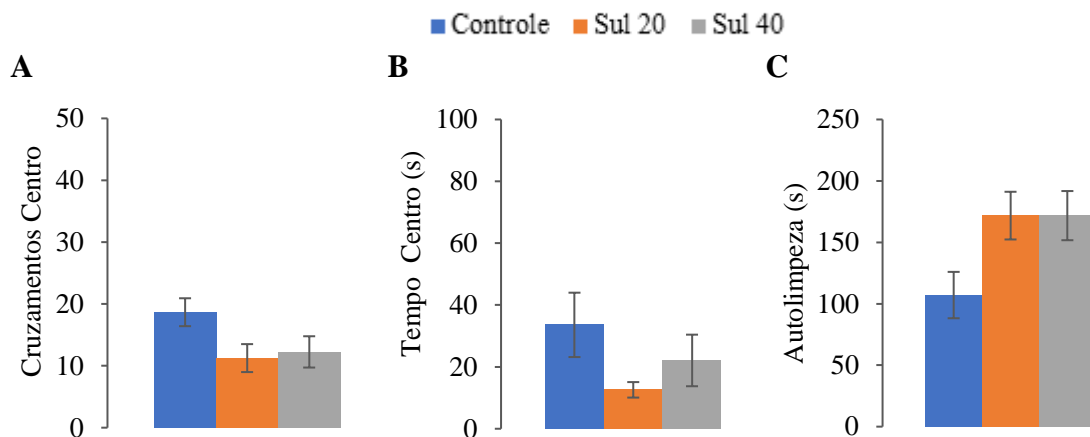 Controle Sul 20 Sul 40
A
Cruzamentos Centro
50
40
30
20
10
0
B
Tempo Centro (s)
100
80
60
40
20
0
C
Autolimpeza (s)
250
200
150
100
50
0